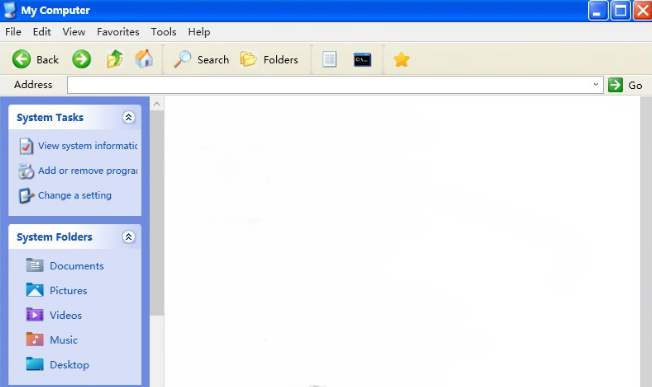 My Computer
File Edit View Favorites Tools Help
Back Search Folders
Address Go
System Tasks
View system informatic
Add or remove progra
Change a setting
System Folders
Documents
Pictures
Videos
Music
Desktop